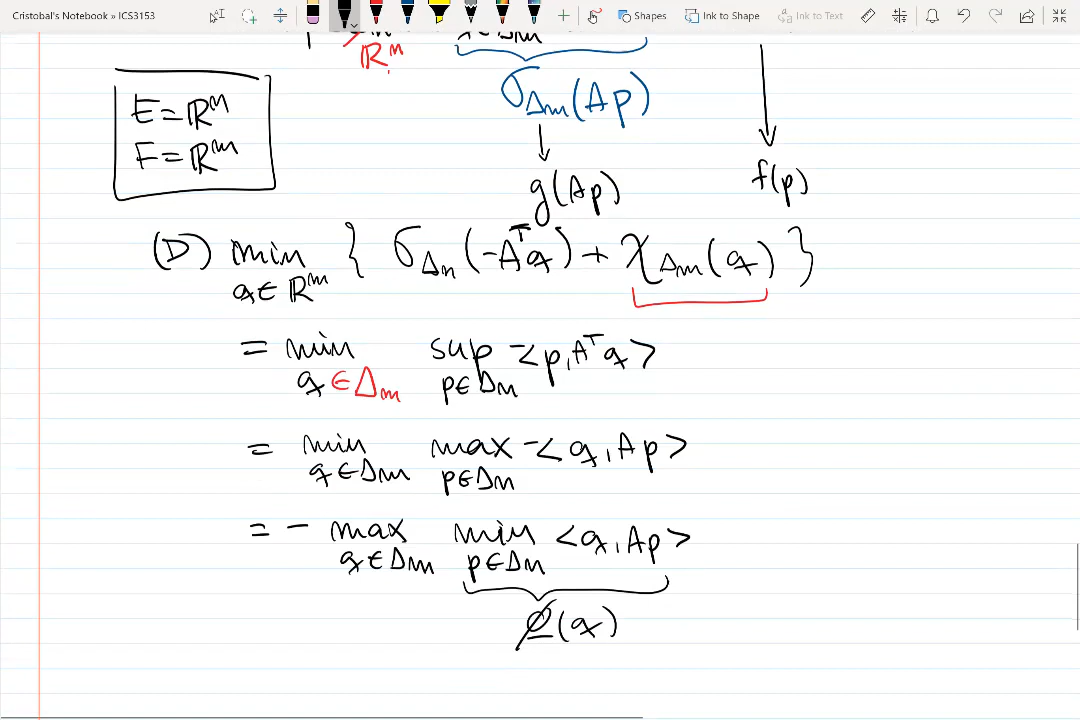 Cristobal's Notebook » ICS3153
Shapes Ink to Shape Ink to Text
ℝⁿ
σ_Δm(Ap)
E = ℝⁿ
F = ℝᵐ
g(Ap) f(p)
(D) min { σ_Δn(-Aᵀq) + χ_Δm(q) }
q ∈ ℝᵐ
= min sup -<p, Aᵀq>
q ∈ Δm p ∈ Δn
= min max -<q, Ap>
q ∈ Δm p ∈ Δn
= - max min <q, Ap>
q ∈ Δm p ∈ Δn
(q)